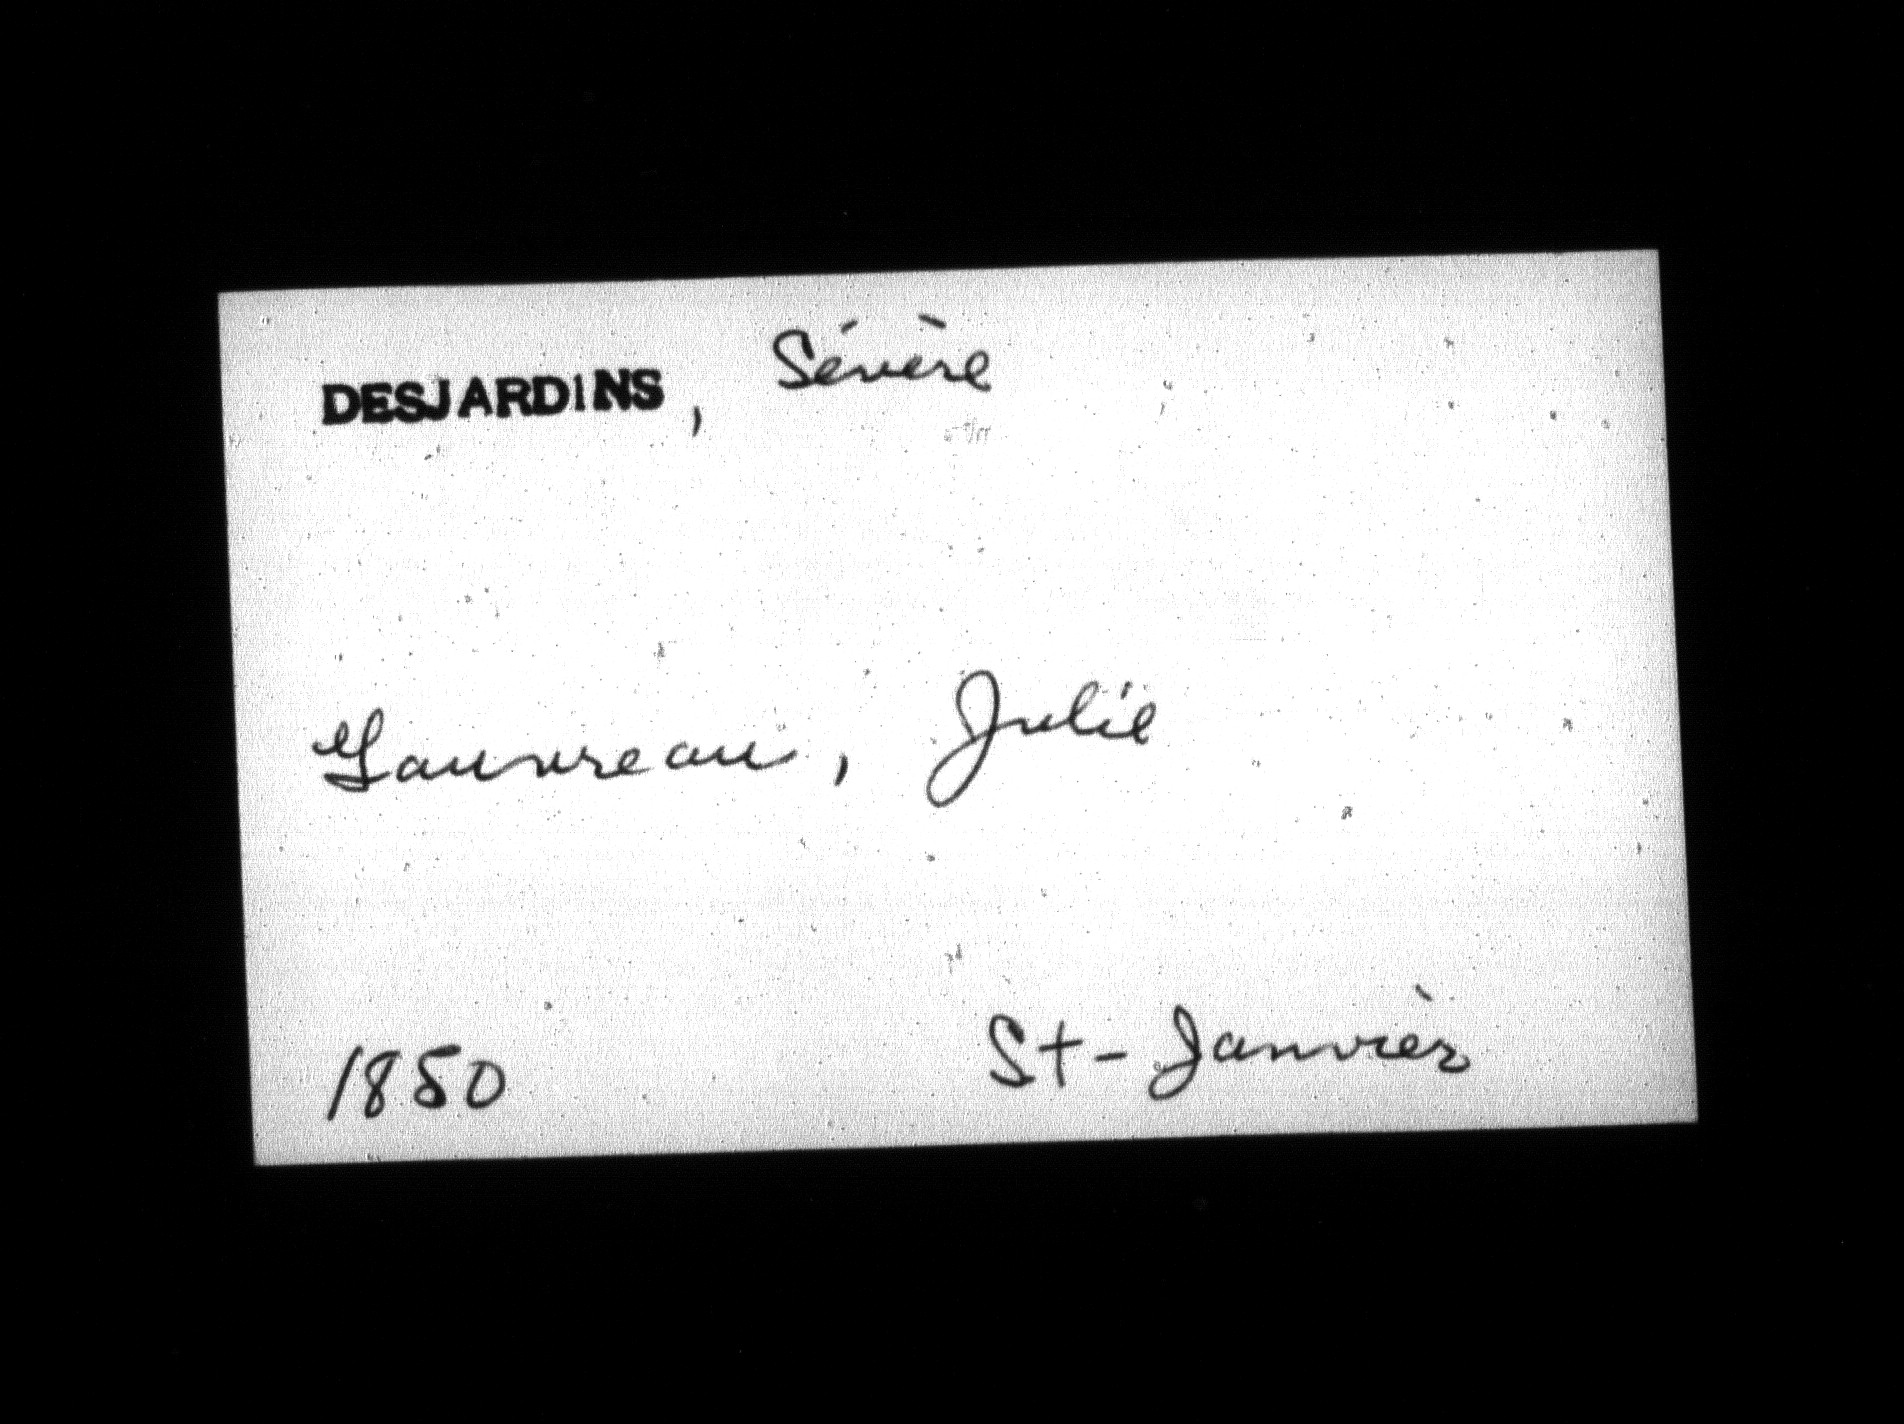 DESJARDINS, Sévère
Gauvreau, Julie
1850 St-Janvier